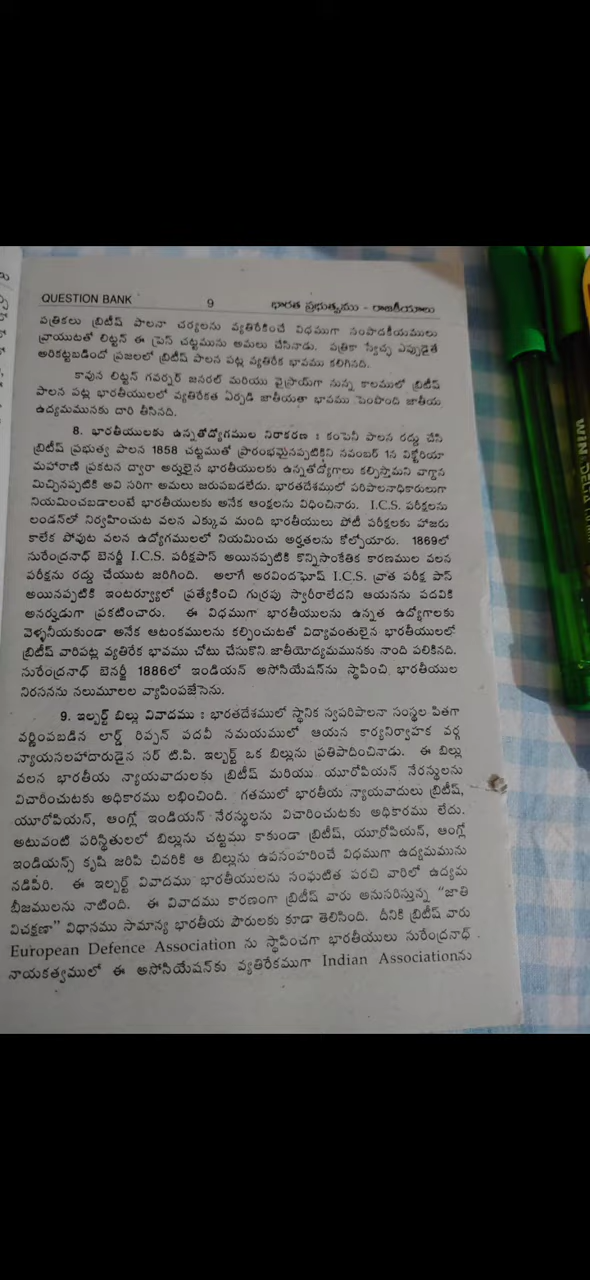 QUESTION BANK 9 భారత ప్రభుత్వము - రాజకీయాలు
పత్రికలు బ్రిటీష్ పాలనా చర్యలను వ్యతిరేకించే విధముగా సంపాదకీయములు
వ్రాయుటతో లిట్టన్ ఈ ప్రెస్ చట్టమును అమలు చేసినాడు. పత్రికా స్వేచ్ఛ ఎప్పుడైతే
అరికట్టబడిందో ప్రజలలో బ్రిటీష్ పాలన పట్ల వ్యతిరేక భావము కలిగినది.
కావున లిట్టన్ గవర్నర్ జనరల్ మరియు వైస్రాయ్‌గా నున్న కాలములో బ్రిటీష్
పాలన పట్ల భారతీయులలో వ్యతిరేకత ఏర్పడి జాతీయతా భావము పెంపొంది జాతీయ
ఉద్యమమునకు దారి తీసినది.
8. భారతీయులకు ఉన్నతోద్యోగముల నిరాకరణ : కంపెనీ పాలన రద్దు చేసి
బ్రిటీష్ ప్రభుత్వ పాలన 1858 చట్టముతో ప్రారంభమైనప్పటికిని నవంబర్ 1న విక్టోరియా
మహారాణి ప్రకటన ద్వారా అర్హులైన భారతీయులకు ఉన్నతోద్యోగాలు కల్పిస్తామని వాగ్దాన
మిచ్చినప్పటికి అవి సరిగా అమలు జరుపబడలేదు. భారతదేశములో పరిపాలనాధికారులుగా
నియమించబడాలంటే భారతీయులకు అనేక ఆంక్షలను విధించినారు. I.C.S. పరీక్షలను
లండన్‌లో నిర్వహించుట వలన ఎక్కువ మంది భారతీయులు పోటీ పరీక్షలకు హాజరు
కాలేక పోవుట వలన ఉద్యోగములలో నియమించు అర్హతలను కోల్పోయారు. 1869లో
సురేంద్రనాథ్ బెనర్జీ I.C.S. పరీక్షపాస్ అయినప్పటికీ కొన్నిసాంకేతిక కారణముల వలన
పరీక్షను రద్దు చేయుట జరిగింది. అలాగే అరవిందఘోష్ I.C.S. వ్రాత పరీక్ష పాస్
అయినప్పటికి ఇంటర్వ్యూలో ప్రత్యేకించి గుర్రపు స్వారీరాలేదని ఆయనను పదవికి
అనర్హుడుగా ప్రకటించారు. ఈ విధముగా భారతీయులను ఉన్నత ఉద్యోగాలకు
వెళ్ళనీయకుండా అనేక ఆటంకములను కల్పించుటతో విద్యావంతులైన భారతీయులలో
బ్రిటీష్ వారిపట్ల వ్యతిరేక భావము చోటు చేసుకొని జాతీయోద్యమమునకు నాంది పలికినది.
సురేంద్రనాధ్ బెనర్జీ 1886లో ఇండియన్ అసోసియేషన్‌ను స్థాపించి భారతీయుల
నిరసనను నలుమూలల వ్యాపింపజేసెను.
9. ఇల్బర్ట్ బిల్లు వివాదము : భారతదేశములో స్థానిక స్వపరిపాలనా సంస్థల పితగా
వర్ణింపబడిన లార్డ్ రిప్పన్ పదవీ సమయములో ఆయన కార్యనిర్వాహక వర్గ
న్యాయసలహాదారుడైన సర్ టి.పి. ఇల్బర్ట్ ఒక బిల్లును ప్రతిపాదించినాడు. ఈ బిల్లు
వలన భారతీయ న్యాయవాదులకు బ్రిటీష్ మరియు యూరోపియన్ నేరస్థులను
విచారించుటకు అధికారము లభించింది. గతములో భారతీయ న్యాయవాదులు బ్రిటీష్,
యూరోపియన్, ఆంగ్లో ఇండియన్ నేరస్థులను విచారించుటకు అధికారము లేదు.
అటువంటి పరిస్థితులలో బిల్లును చట్టము కాకుండా బ్రిటీష్, యూరోపియన్, ఆంగ్లో
ఇండియన్స్ కృషి జరిపి చివరికి ఆ బిల్లును ఉపసంహరించే విధముగా ఉద్యమమును
నడిపిరి. ఈ ఇల్బర్ట్ వివాదము భారతీయులను సంఘటిత పరచి వారిలో ఉద్యమ
బీజములను నాటింది. ఈ వివాదము కారణంగా బ్రిటీష్ వారు అనుసరిస్తున్న "జాతి
విచక్షణా" విధానము సామాన్య భారతీయ పౌరులకు కూడా తెలిసింది. దీనికి బ్రిటీష్ వారు
European Defence Association ను స్థాపించగా భారతీయులు సురేంద్రనాధ్
నాయకత్వములో ఈ అసోసియేషన్‌కు వ్యతిరేకముగా Indian Associationను
WIN